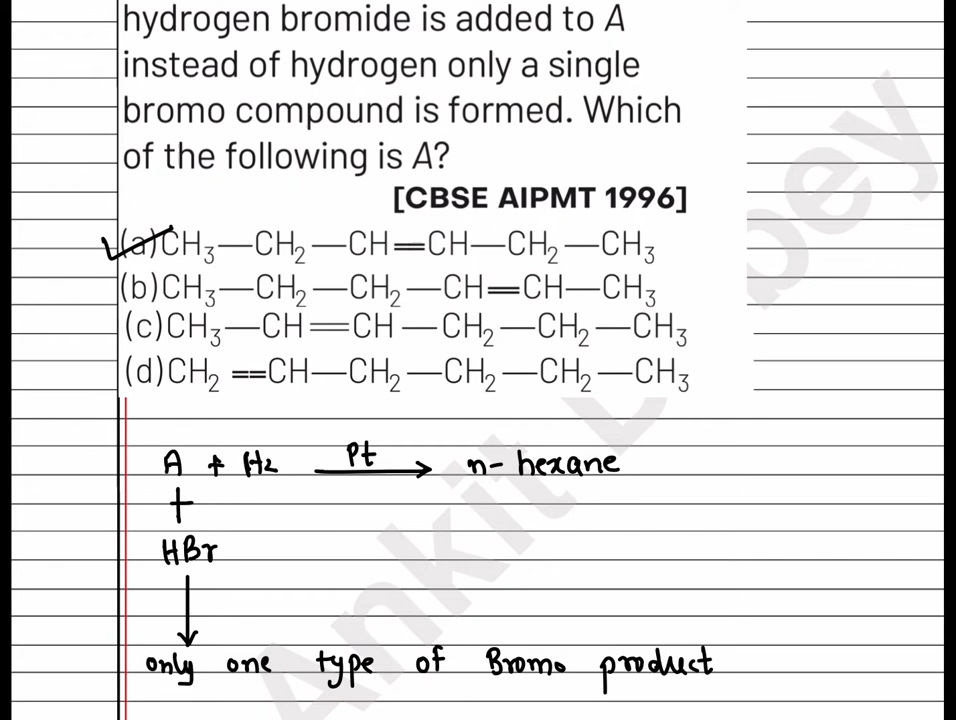 hydrogen bromide is added to A
instead of hydrogen only a single
bromo compound is formed. Which
of the following is A?
[CBSE AIPMT 1996]
(a)CH₃—CH₂—CH═CH—CH₂—CH₃
(b)CH₃—CH₂—CH₂—CH═CH—CH₃
(c)CH₃—CH═CH—CH₂—CH₂—CH₃
(d)CH₂═CH—CH₂—CH₂—CH₂—CH₃
A + H₂ —Pt→ n- hexane
+
HBr
↓
only one type of Bromo product
Ankit
bey